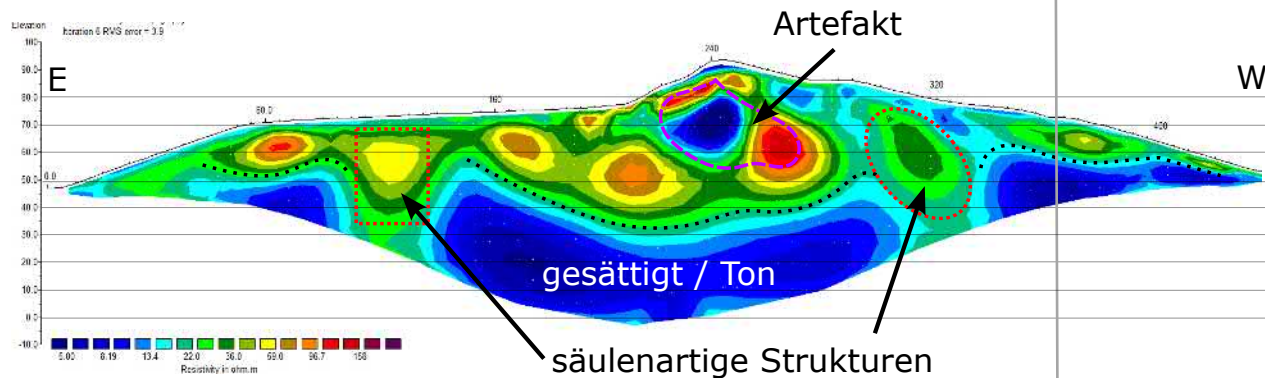 Artefakt
Elevation
Iteration 6 RMS error = 3.9
100
90.0
80.0
70.0
60.0
50.0
40.0
30.0
20.0
10.0
0.0
-10.0
E
W
0.0
80.0
160
240
320
400
gesättigt / Ton
säulenartige Strukturen
5.00 8.19 13.4 22.0 36.0 59.0 96.7 158
Resistivity in ohm.m